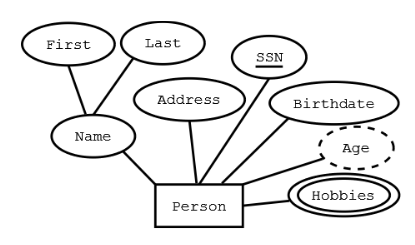 First
Last
SSN
Address
Birthdate
Name
Age
Hobbies
Person